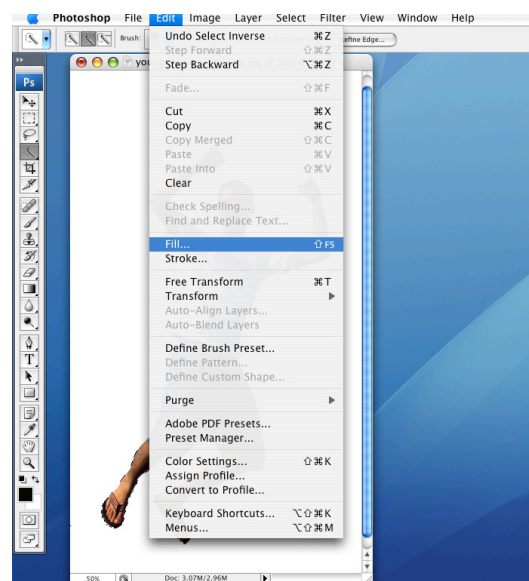 Photoshop File Edit Image Layer Select Filter View Window Help
Brush:
efine Edge...
you
Ps
T
Undo Select Inverse ⌘Z
Step Forward ⇧⌘Z
Step Backward ⌥⌘Z
Fade... ⇧⌘F
Cut ⌘X
Copy ⌘C
Copy Merged ⇧⌘C
Paste ⌘V
Paste Into ⇧⌘V
Clear
Check Spelling...
Find and Replace Text...
Fill... ⇧F5
Stroke...
Free Transform ⌘T
Transform ▶
Auto-Align Layers...
Auto-Blend Layers
Define Brush Preset...
Define Pattern...
Define Custom Shape...
Purge ▶
Adobe PDF Presets...
Preset Manager...
Color Settings... ⇧⌘K
Assign Profile...
Convert to Profile...
Keyboard Shortcuts... ⌥⇧⌘K
Menus... ⌥⇧⌘M
50% Doc: 3.07M/2.96M